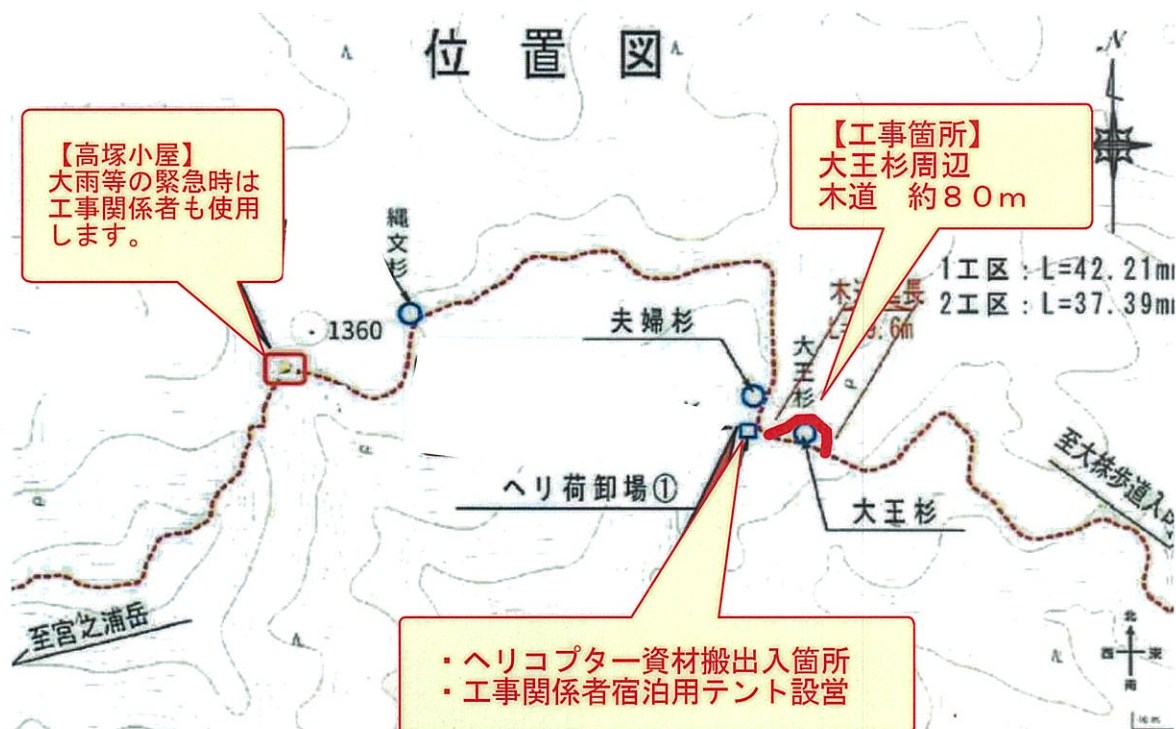 位置図
N
【高塚小屋】
大雨等の緊急時は
工事関係者も使用
します。
【工事箇所】
大王杉周辺
木道 約80m
縄文杉
・1360
夫婦杉
大王杉
1工区:L=42.21m
2工区:L=37.39m
ヘリ荷卸場①
大王杉
至大株歩道入
至宮之浦岳
・ヘリコプター資材搬出入箇所
・工事関係者宿泊用テント設営
北
西
東
南